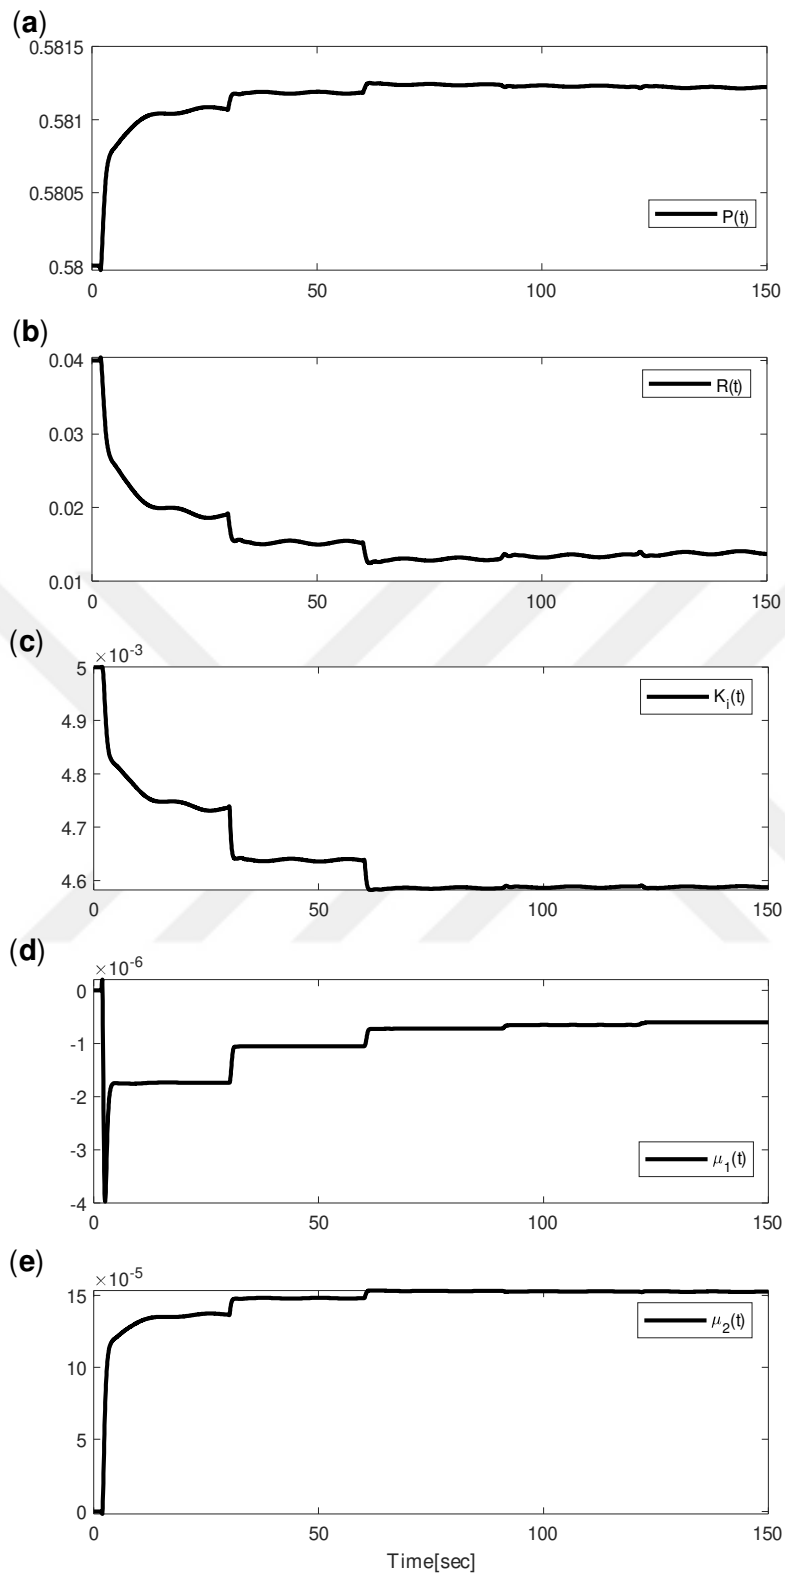 (a)
0.5815
0.581
0.5805
0.58
P(t)
0 50 100 150
(b)
0.04
0.03
0.02
0.01
R(t)
0 50 100 150
(c)
×10⁻³
5
4.9
4.8
4.7
4.6
K_i(t)
0 50 100 150
(d)
×10⁻⁶
0
-1
-2
-3
-4
μ_1(t)
0 50 100 150
(e)
×10⁻⁵
15
10
5
0
μ_2(t)
0 50 100 150
Time[sec]